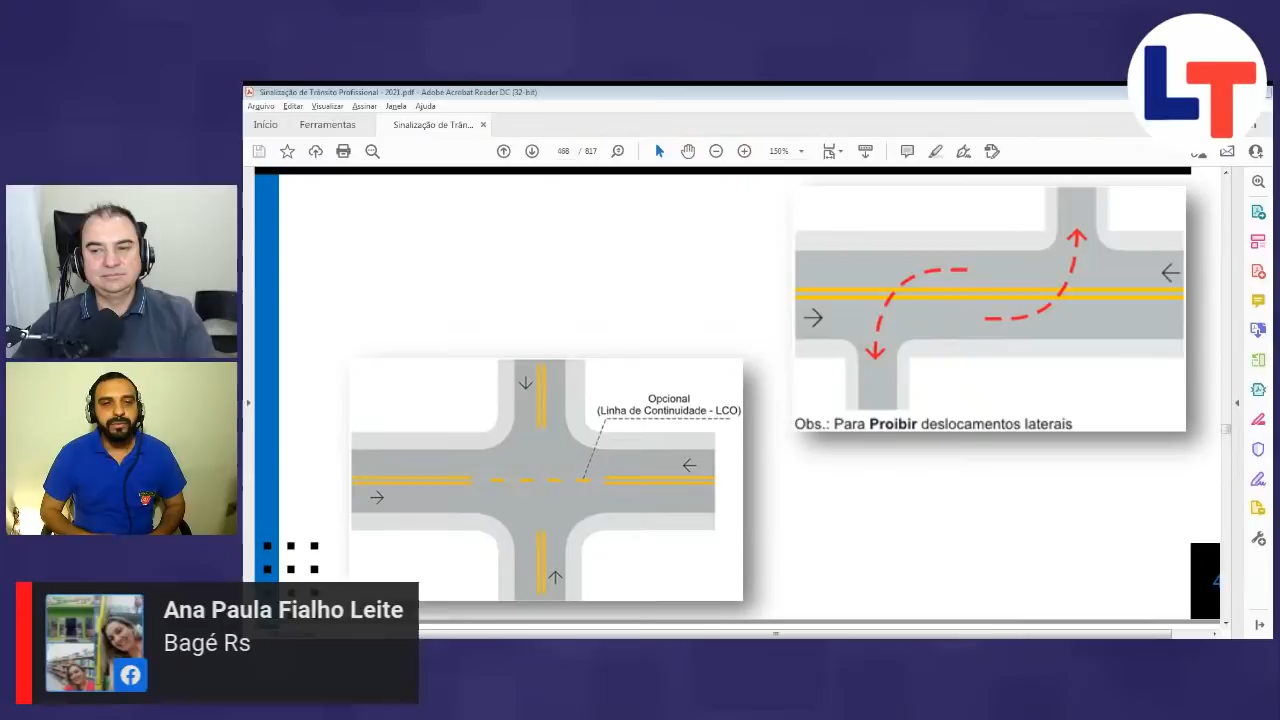 LT
Sinalização de Trânsito Profissional - 2021.pdf - Adobe Acrobat Reader DC (32-bit)
Arquivo Editar Visualizar Assinar Janela Ajuda
Início Ferramentas Sinalização de Trân... ×
468 / 817 150%
Opcional
(Linha de Continuidade - LCO)
Obs.: Para Proibir deslocamentos laterais
Ana Paula Fialho Leite
Bagé Rs